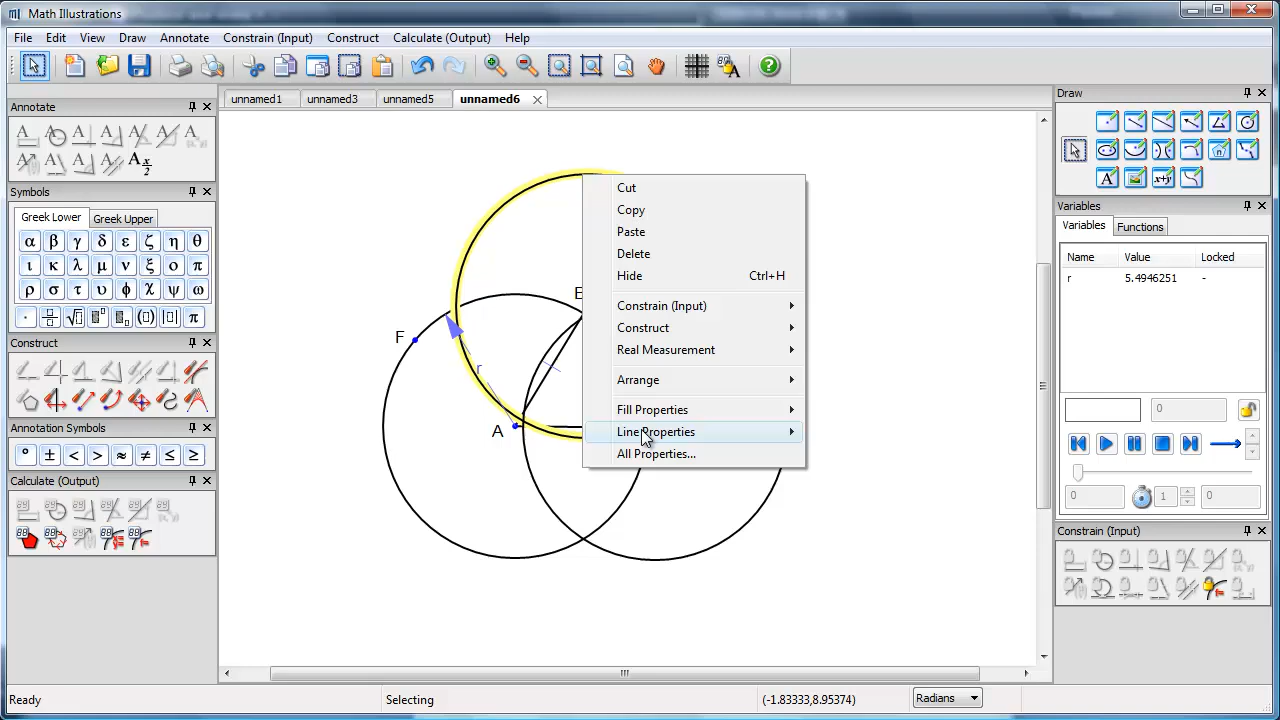 Math Illustrations
File Edit View Draw Annotate Constrain (Input) Construct Calculate (Output) Help
unnamed1 unnamed3 unnamed5 unnamed6
Annotate
Symbols
Greek Lower Greek Upper
α β γ δ ε ζ η θ
ι κ λ μ ν ξ ο π
ρ σ τ υ φ χ ψ ω
Construct
Annotation Symbols
° ± < > ≈ ≠ ≤ ≥
Calculate (Output)
F
A
r
Cut
Copy
Paste
Delete
Hide Ctrl+H
Constrain (Input)
Construct
Real Measurement
Arrange
Fill Properties
Line Properties
All Properties...
Draw
Variables
Variables Functions
Name Value Locked
r 5.4946251 -
0
0 1 0
Constrain (Input)
Ready Selecting (-1.83333,8.95374) Radians